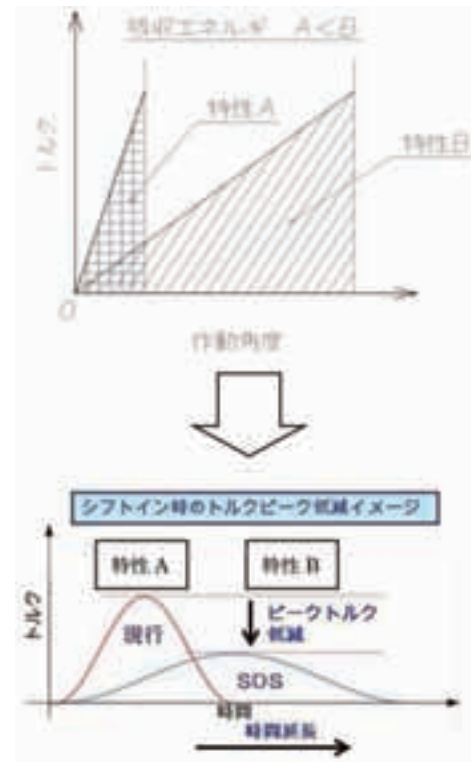 吸収エネルギ A<B
特性A
特性B
トルク
O
作動角度
シフトイン時のトルクピーク低減イメージ
特性A
特性B
トルク
ピークトルク
低減
現行
SDS
時間
時間延長